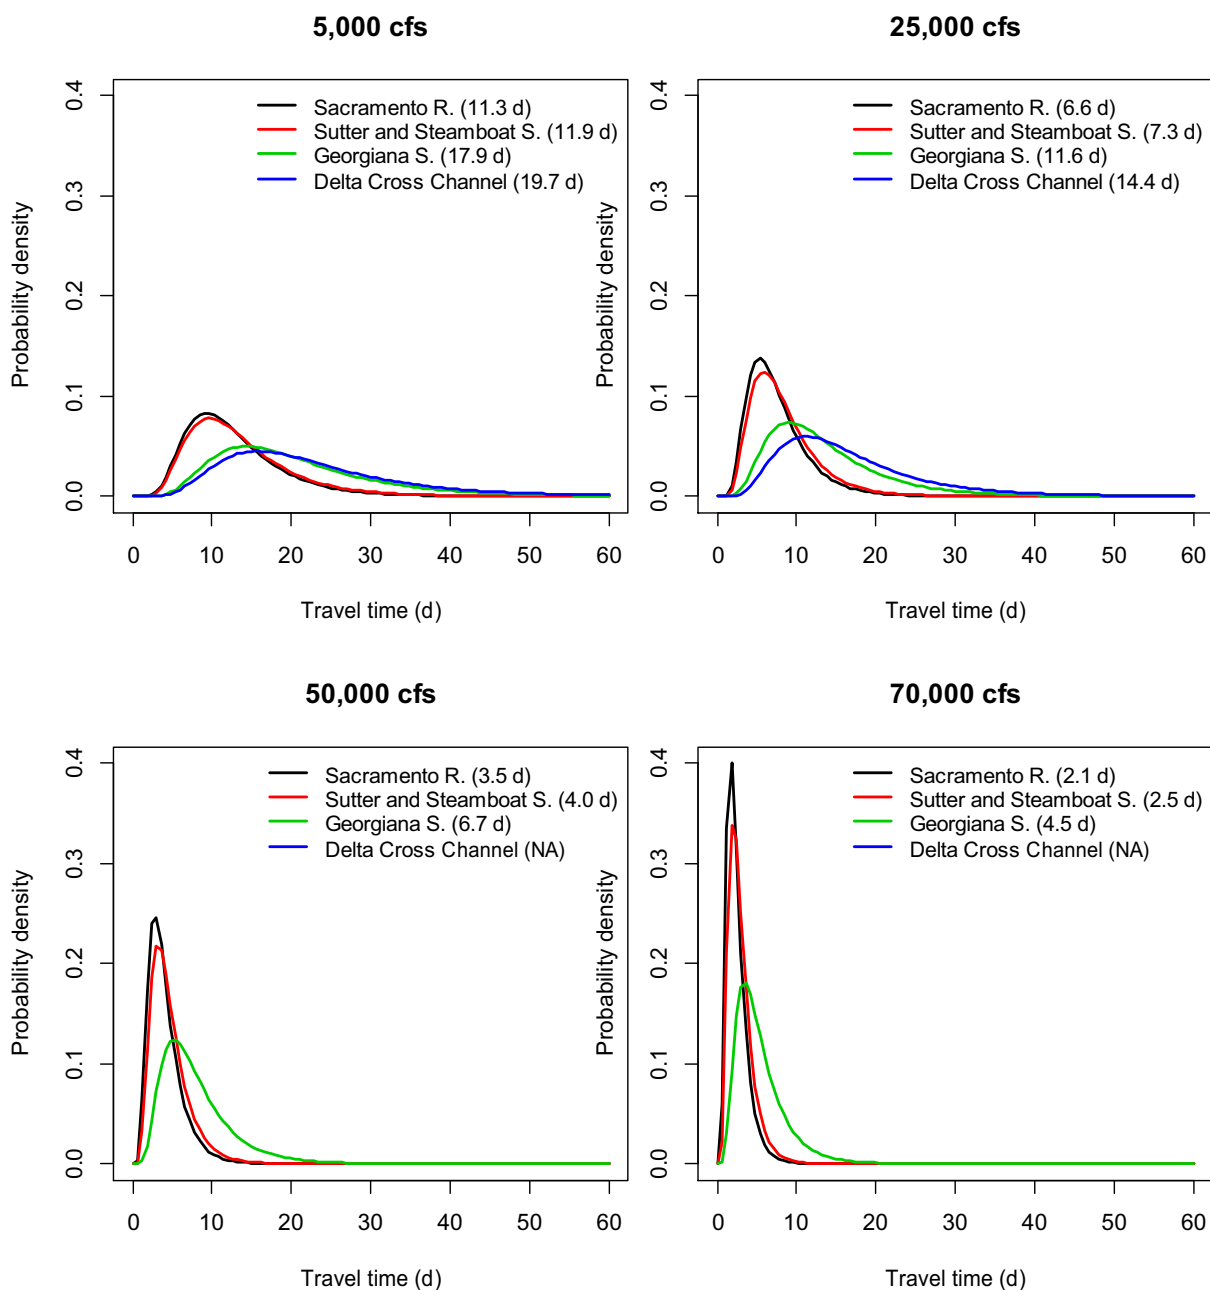 5,000 cfs
Probability density
0.4
0.3
0.2
0.1
0.0
Sacramento R. (11.3 d)
Sutter and Steamboat S. (11.9 d)
Georgiana S. (17.9 d)
Delta Cross Channel (19.7 d)
0 10 20 30 40 50 60
Travel time (d)
25,000 cfs
Probability density
0.4
0.3
0.2
0.1
0.0
Sacramento R. (6.6 d)
Sutter and Steamboat S. (7.3 d)
Georgiana S. (11.6 d)
Delta Cross Channel (14.4 d)
0 10 20 30 40 50 60
Travel time (d)
50,000 cfs
Probability density
0.4
0.3
0.2
0.1
0.0
Sacramento R. (3.5 d)
Sutter and Steamboat S. (4.0 d)
Georgiana S. (6.7 d)
Delta Cross Channel (NA)
0 10 20 30 40 50 60
Travel time (d)
70,000 cfs
Probability density
0.4
0.3
0.2
0.1
0.0
Sacramento R. (2.1 d)
Sutter and Steamboat S. (2.5 d)
Georgiana S. (4.5 d)
Delta Cross Channel (NA)
0 10 20 30 40 50 60
Travel time (d)